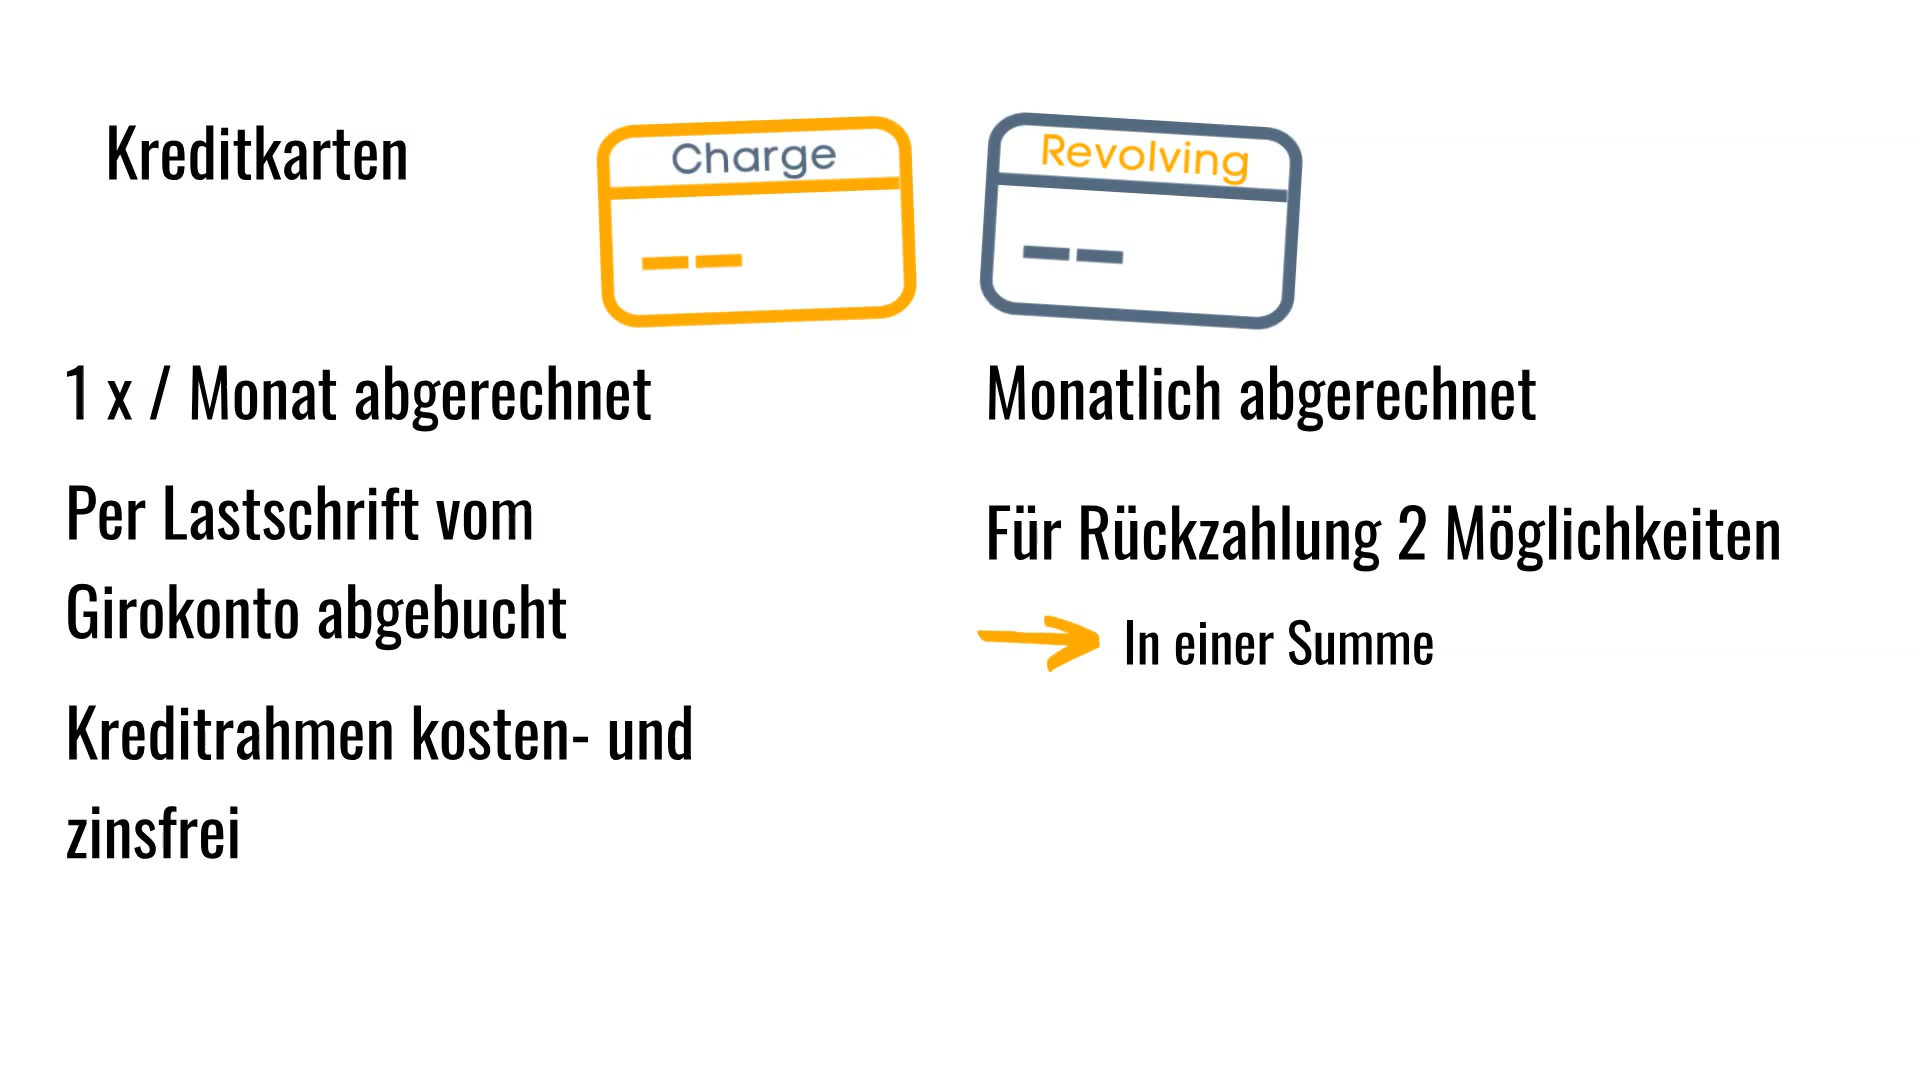 Kreditkarten
Charge
Revolving
1 x / Monat abgerechnet
Per Lastschrift vom
Girokonto abgebucht
Kreditrahmen kosten- und
zinsfrei
Monatlich abgerechnet
Für Rückzahlung 2 Möglichkeiten
In einer Summe